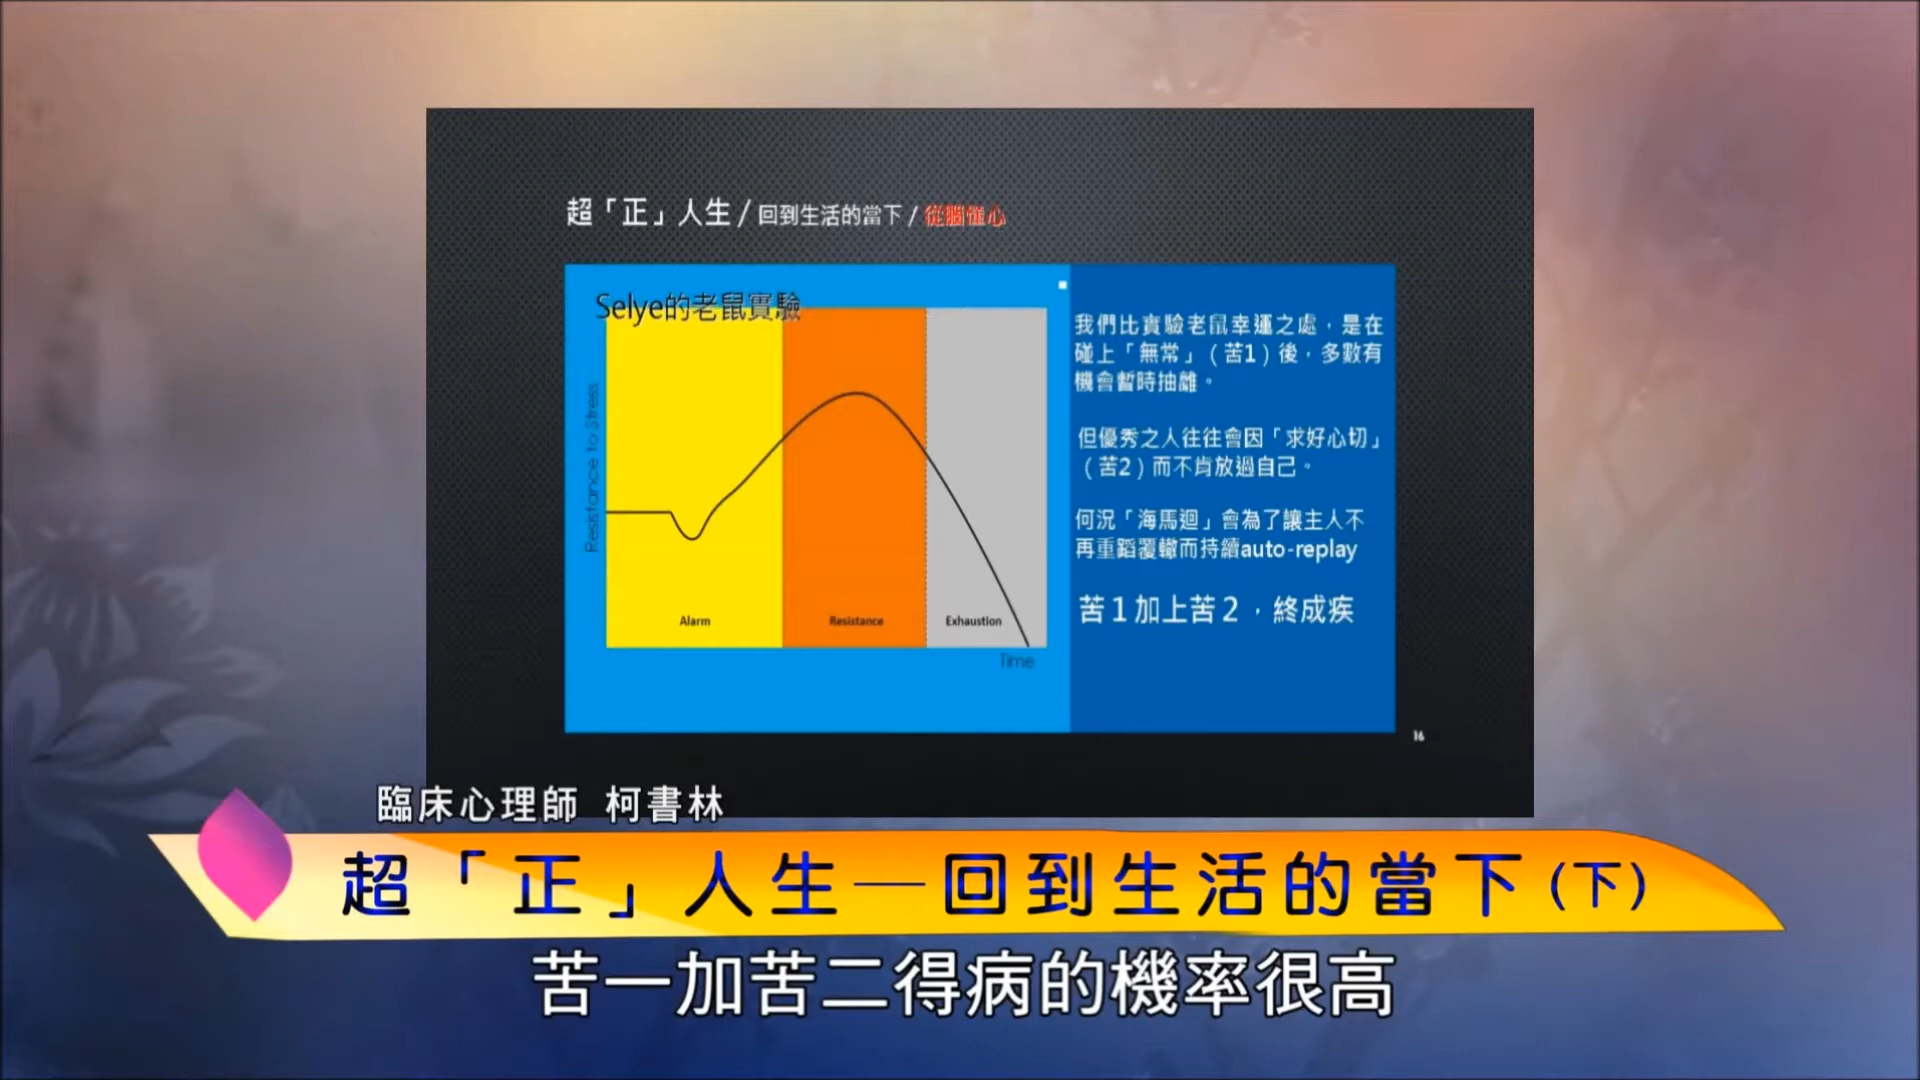 超「正」人生 / 回到生活的當下 / 從腦懂心
Selye的老鼠實驗
Resistance to Stress
Alarm
Resistance
Exhaustion
Time
我們比實驗老鼠幸運之處，是在
碰上「無常」（苦1）後，多數有
機會暫時抽離。
但優秀之人往往會因「求好心切」
（苦2）而不肯放過自己。
何況「海馬迴」會為了讓主人不
再重蹈覆轍而持續auto-replay
苦1加上苦2，終成疾
16
臨床心理師 柯書林
超「正」人生—回到生活的當下(下)
苦一加苦二得病的機率很高